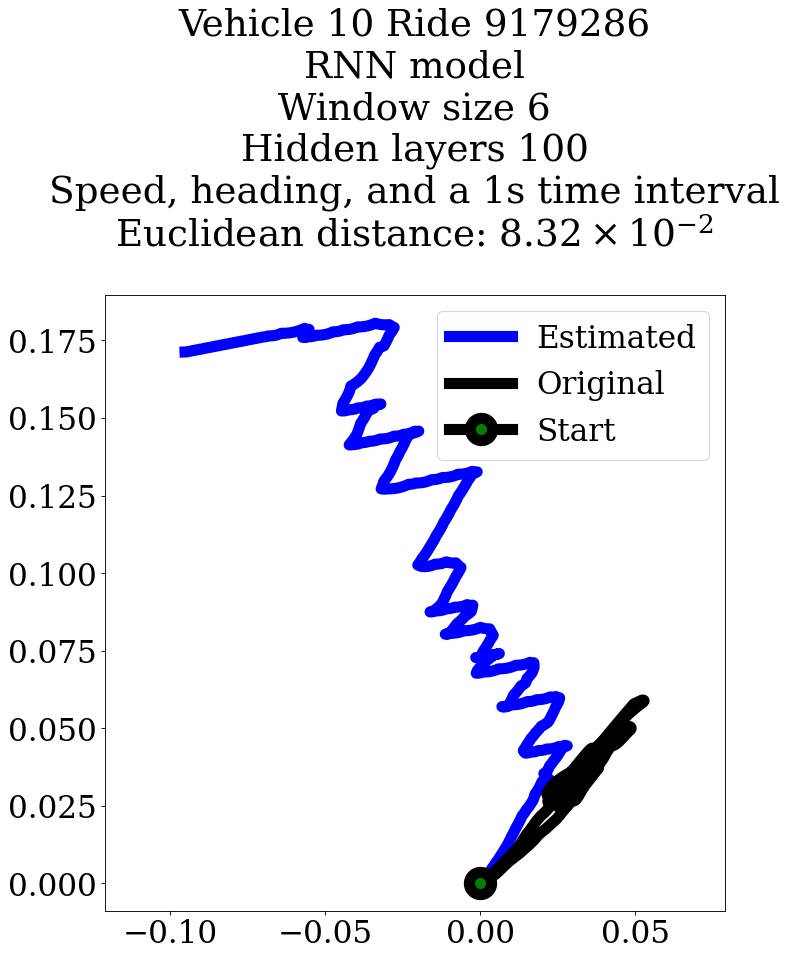 Vehicle 10 Ride 9179286
RNN model
Window size 6
Hidden layers 100
Speed, heading, and a 1s time interval
Euclidean distance: 8.32 × 10⁻²
Estimated
Original
Start
0.175
0.150
0.125
0.100
0.075
0.050
0.025
0.000
−0.10 −0.05 0.00 0.05